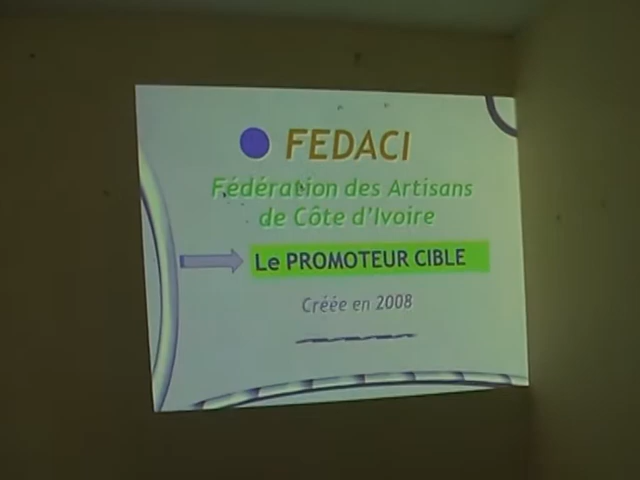 FEDACI
Fédération des Artisans
de Côte d'Ivoire
Le PROMOTEUR CIBLE
Créée en 2008